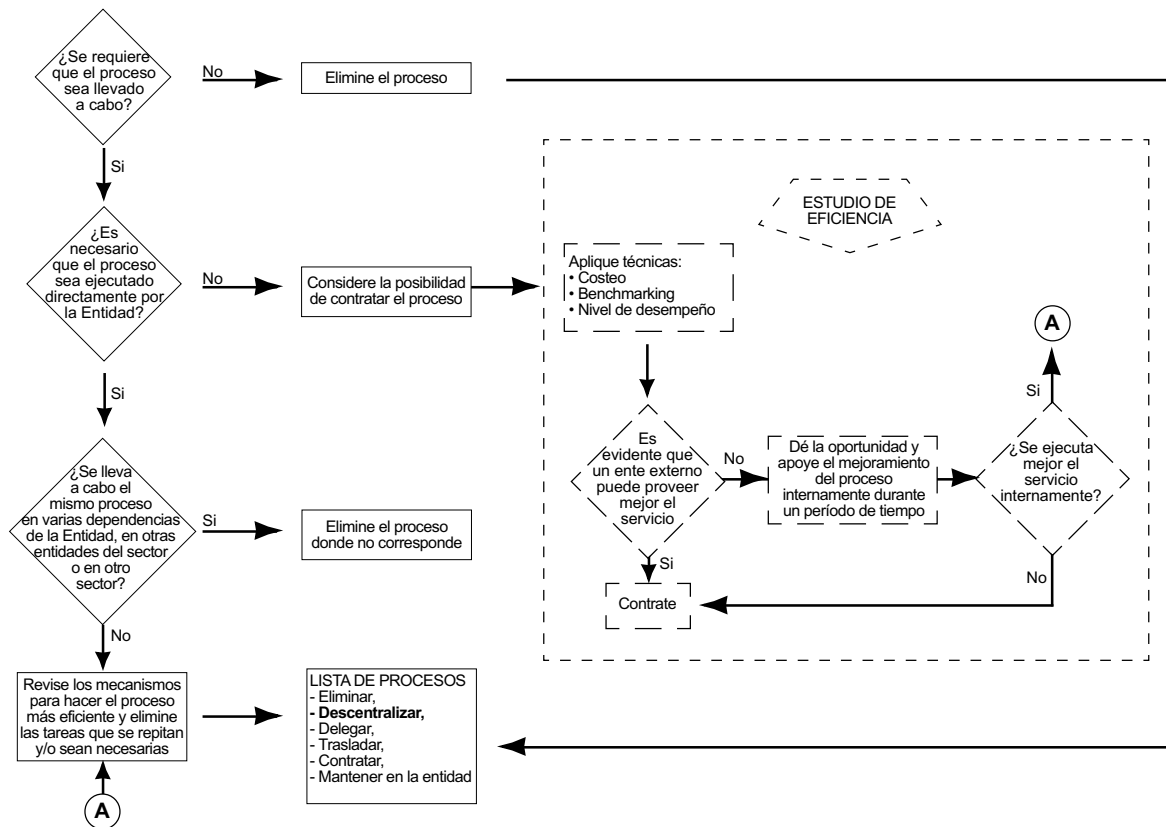 ¿Se requiere
que el proceso
sea llevado
a cabo?
No
Elimine el proceso
Si
ESTUDIO DE
EFICIENCIA
¿Es
necesario
que el proceso
sea ejecutado
directamente por
la Entidad?
No
Considere la posibilidad
de contratar el proceso
Aplique técnicas:
• Costeo
• Benchmarking
• Nivel de desempeño
A
Si
Si
Es
evidente que
un ente externo
puede proveer
mejor el
servicio
No
Dé la oportunidad y
apoye el mejoramiento
del proceso
internamente durante
un período de tiempo
¿Se ejecuta
mejor el
servicio
internamente?
¿Se lleva
a cabo el
mismo proceso
en varias dependencias
de la Entidad, en otras
entidades del sector
o en otro
sector?
Si
Elimine el proceso
donde no corresponde
Si
No
Contrate
No
Revise los mecanismos
para hacer el proceso
más eficiente y elimine
las tareas que se repitan
y/o sean necesarias
LISTA DE PROCESOS
- Eliminar,
- Descentralizar,
- Delegar,
- Trasladar,
- Contratar,
- Mantener en la entidad
A